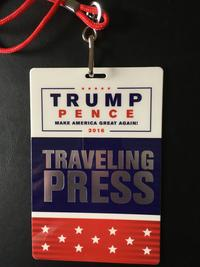 TRUMP
PENCE
MAKE AMERICA GREAT AGAIN!
2016
TRAVELING
PRESS